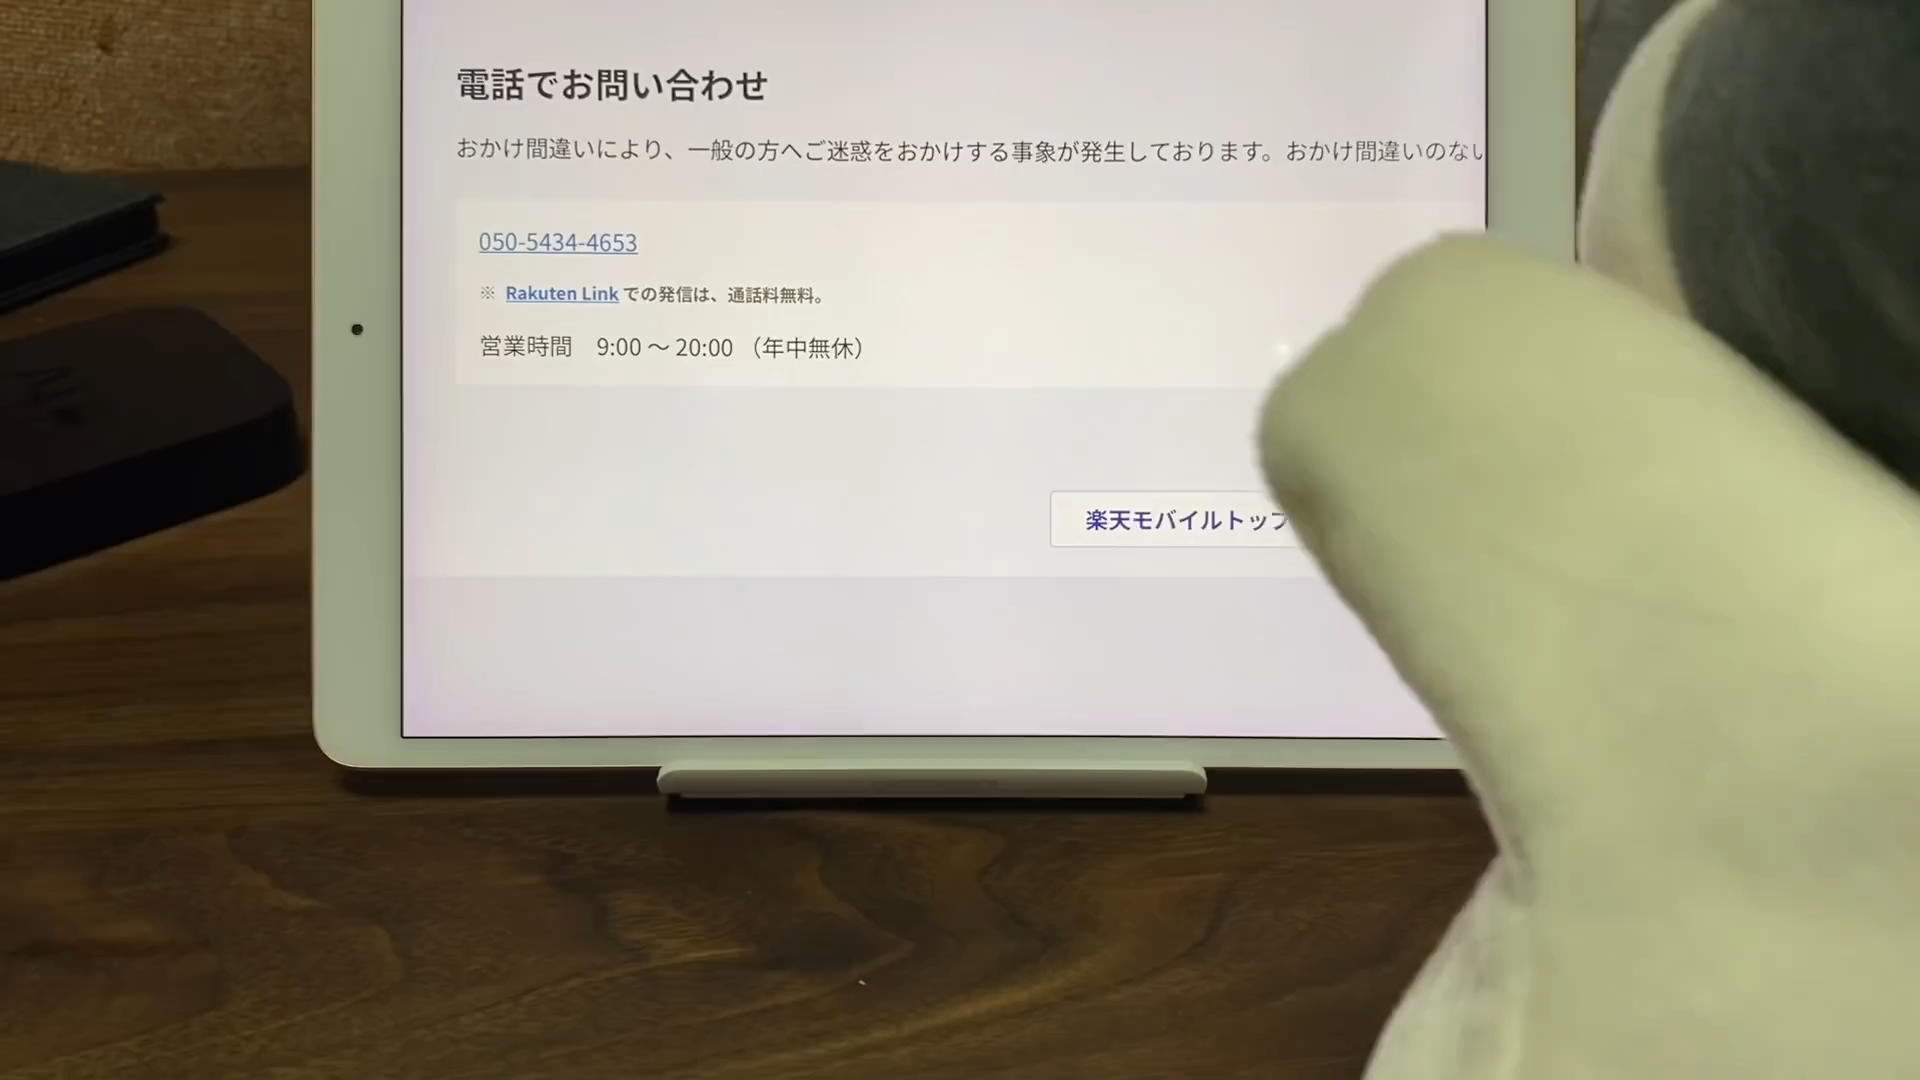 電話でお問い合わせ
おかけ間違いにより、一般の方へご迷惑をおかけする事象が発生しております。おかけ間違いのない
050-5434-4653
※ Rakuten Link での発信は、通話料無料。
営業時間　9:00 〜 20:00 （年中無休）
楽天モバイルトップ